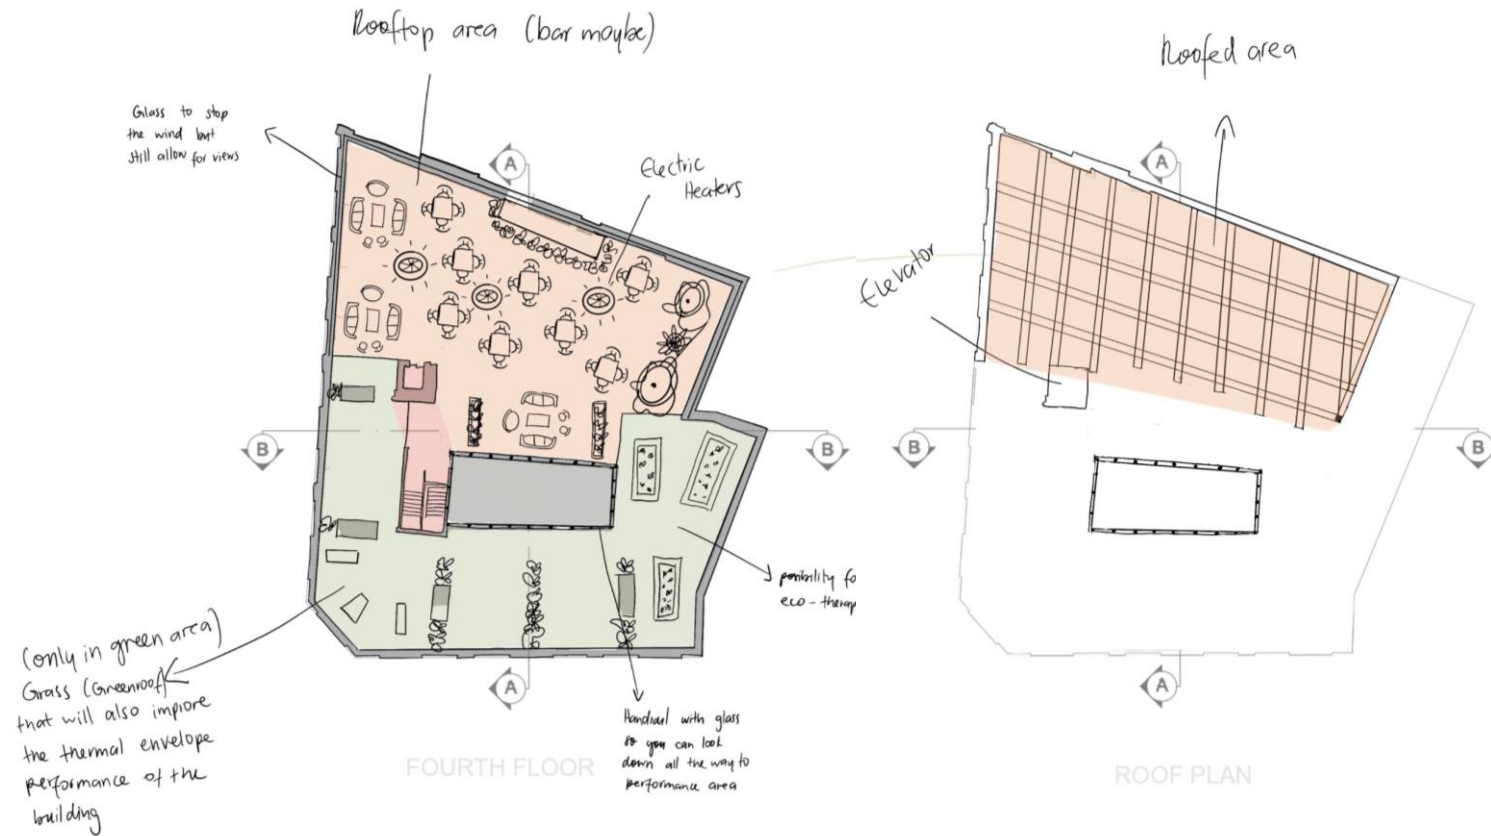 Rooftop area (bar maybe)
Glass to stop
the wind but
still allow for views
A
Electric
Heaters
B
B
(only in green area)
Grass (Greenroof)
that will also improve
the thermal envelope
performance of the
building
A
Handrail with glass
so you can look
down all the way to
performance area
posibility fo
eco-therap
FOURTH FLOOR
Roofed area
A
Elevator
B
B
A
ROOF PLAN